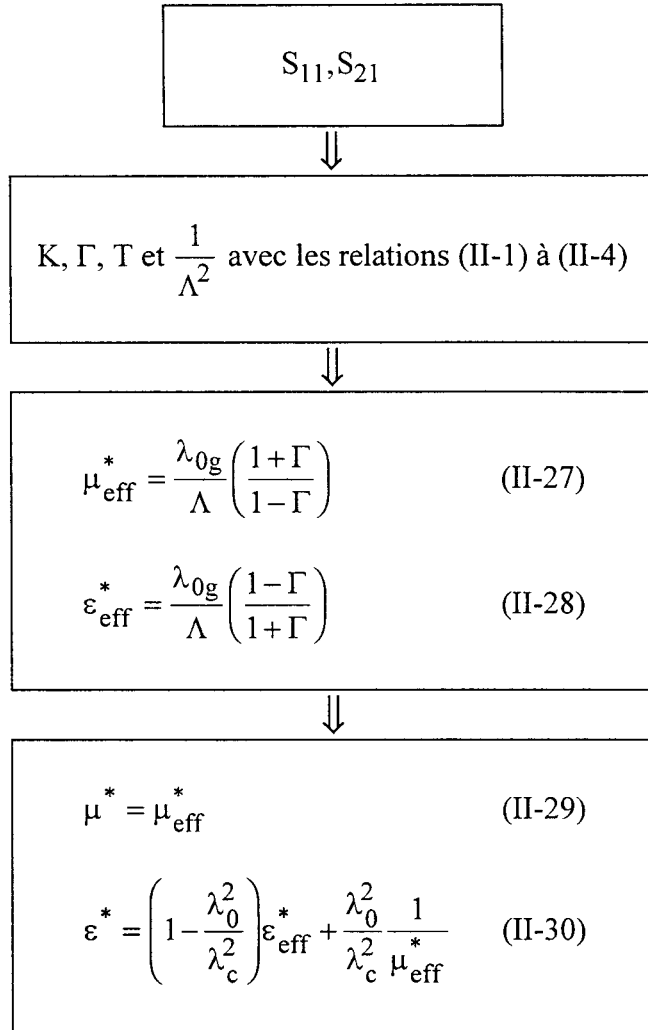 S₁₁,S₂₁
⇓
K, Γ, T et 1/Λ² avec les relations (II-1) à (II-4)
⇓
μ*eff = λ0g/Λ ((1+Γ)/(1−Γ)) (II-27)
ε*eff = λ0g/Λ ((1−Γ)/(1+Γ)) (II-28)
⇓
μ* = μ*eff (II-29)
ε* = (1 − λ0²/λc²) ε*eff + λ0²/λc² 1/μ*eff (II-30)